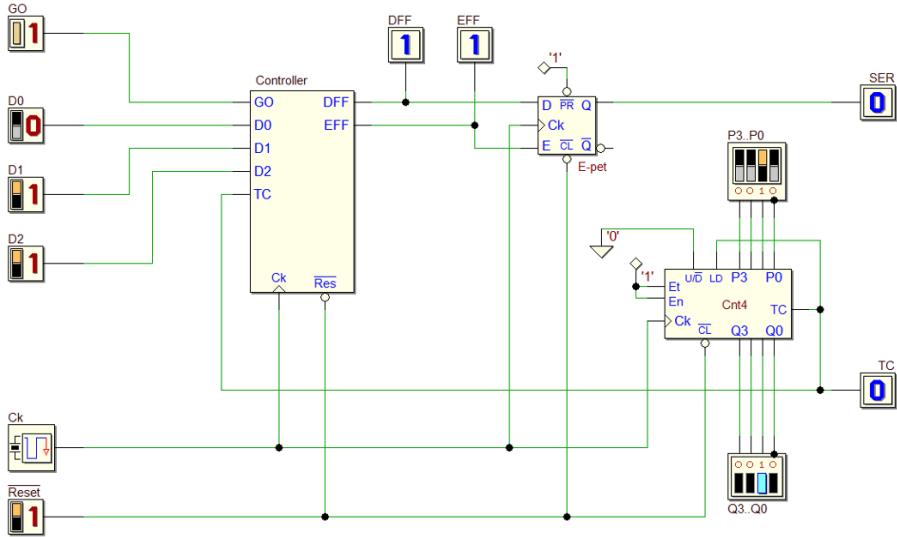 GO
1
D0
0
D1
1
D2
1
Ck
Reset
1
Controller
GO
D0
D1
D2
TC
DFF
EFF
Ck
Res
DFF
1
EFF
1
'1'
D PR Q
Ck
E CL Q
E-pet
SER
0
P3..P0
0 0 1 0
'0'
'1'
U/D LD P3 P0
Et
En
Cnt4
TC
Ck
CL Q3 Q0
TC
0
0 0 1 0
Q3..Q0